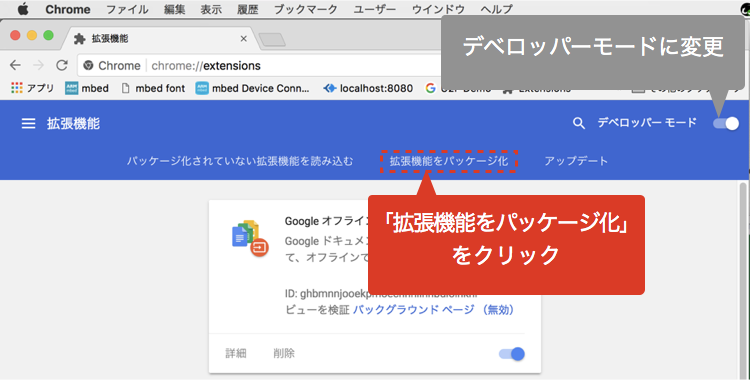 Chrome ファイル 編集 表示 履歴 ブックマーク ユーザー ウインドウ ヘルプ
拡張機能
デベロッパーモードに変更
Chrome chrome://extensions
アプリ mbed mbed font mbed Device Conn... localhost:8080
拡張機能 デベロッパー モード
パッケージ化されていない拡張機能を読み込む 拡張機能をパッケージ化 アップデート
「拡張機能をパッケージ化」
をクリック
Google オフライン
Google ドキュメン
て、オフラインで
ID:
ビューを検証 バックグラウンド ページ (無効)
詳細 削除